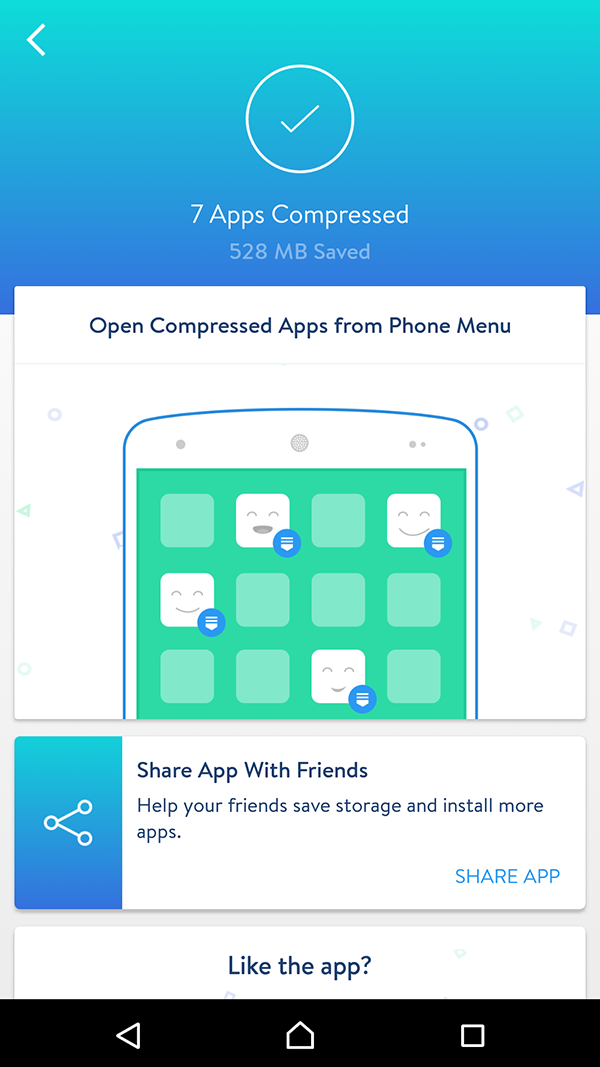 7 Apps Compressed
528 MB Saved
Open Compressed Apps from Phone Menu
Share App With Friends
Help your friends save storage and install more
apps.
SHARE APP
Like the app?